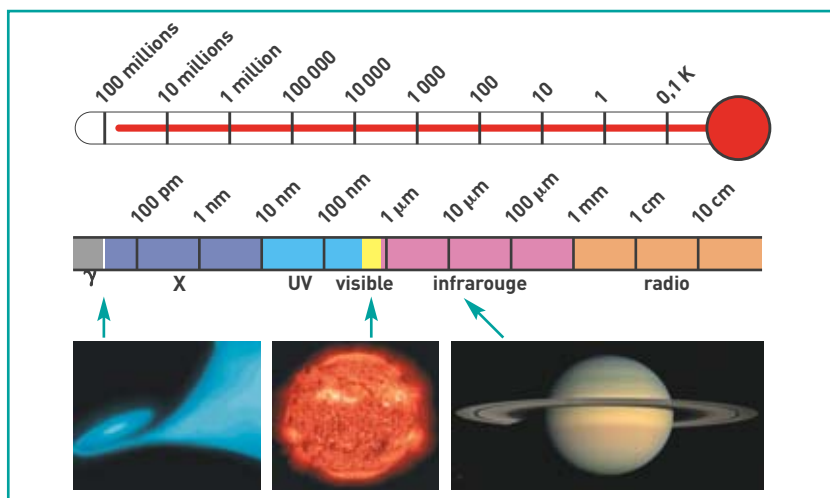 100 millions
10 millions
1 million
100 000
10 000
1 000
100
10
1
0,1 K
100 pm
1 nm
10 nm
100 nm
1 μm
10 μm
100 μm
1 mm
1 cm
10 cm
γ X UV visible infrarouge radio